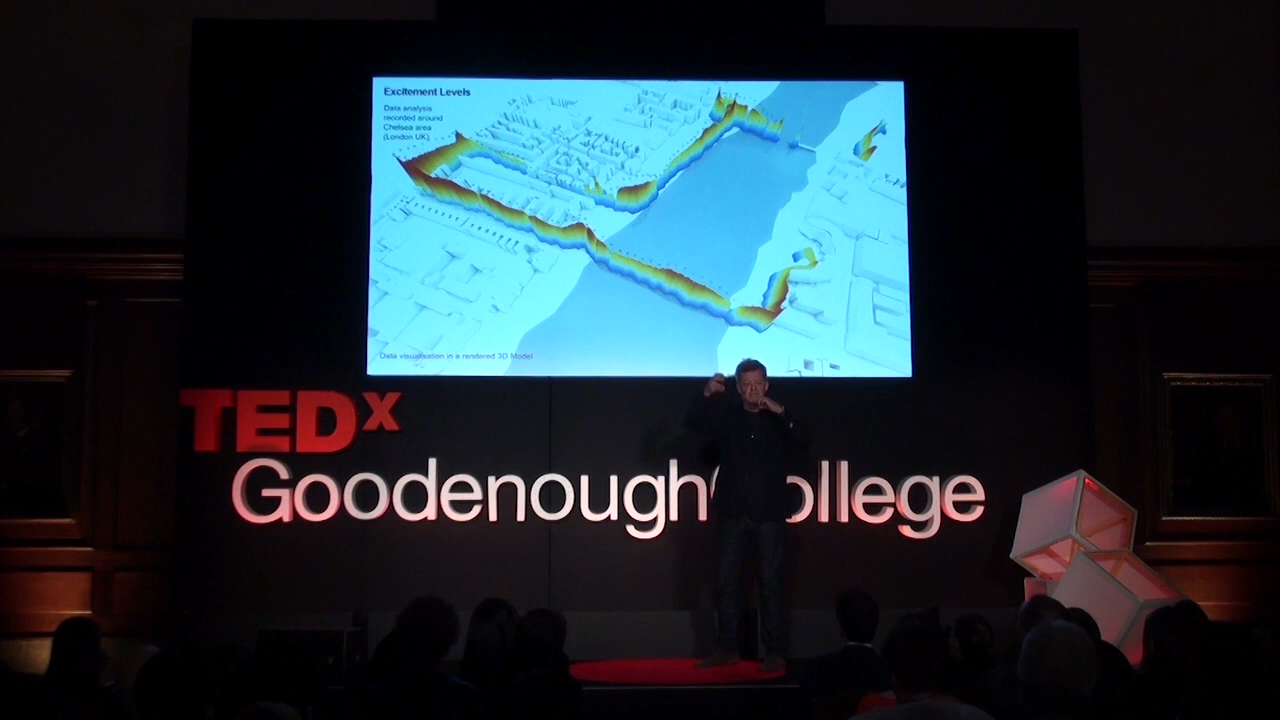 Excitement Levels
Data analysis
recorded around
Chelsea area
(London UK)
Data visualisation in a rendered 3D Model
TEDx
Goodenough College